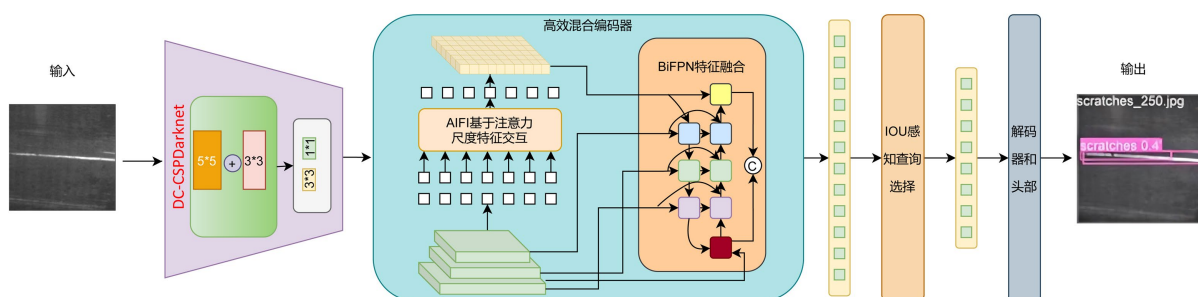 输入
DC-CSPDarknet
5*5
+
3*3
1*1
3*3
高效混合编码器
AIFI基于注意力
尺度特征交互
BiFPN特征融合
C
IOU感
知查询
选择
解码
器和
头部
输出
scratches_250.jpg
scratches 0.4